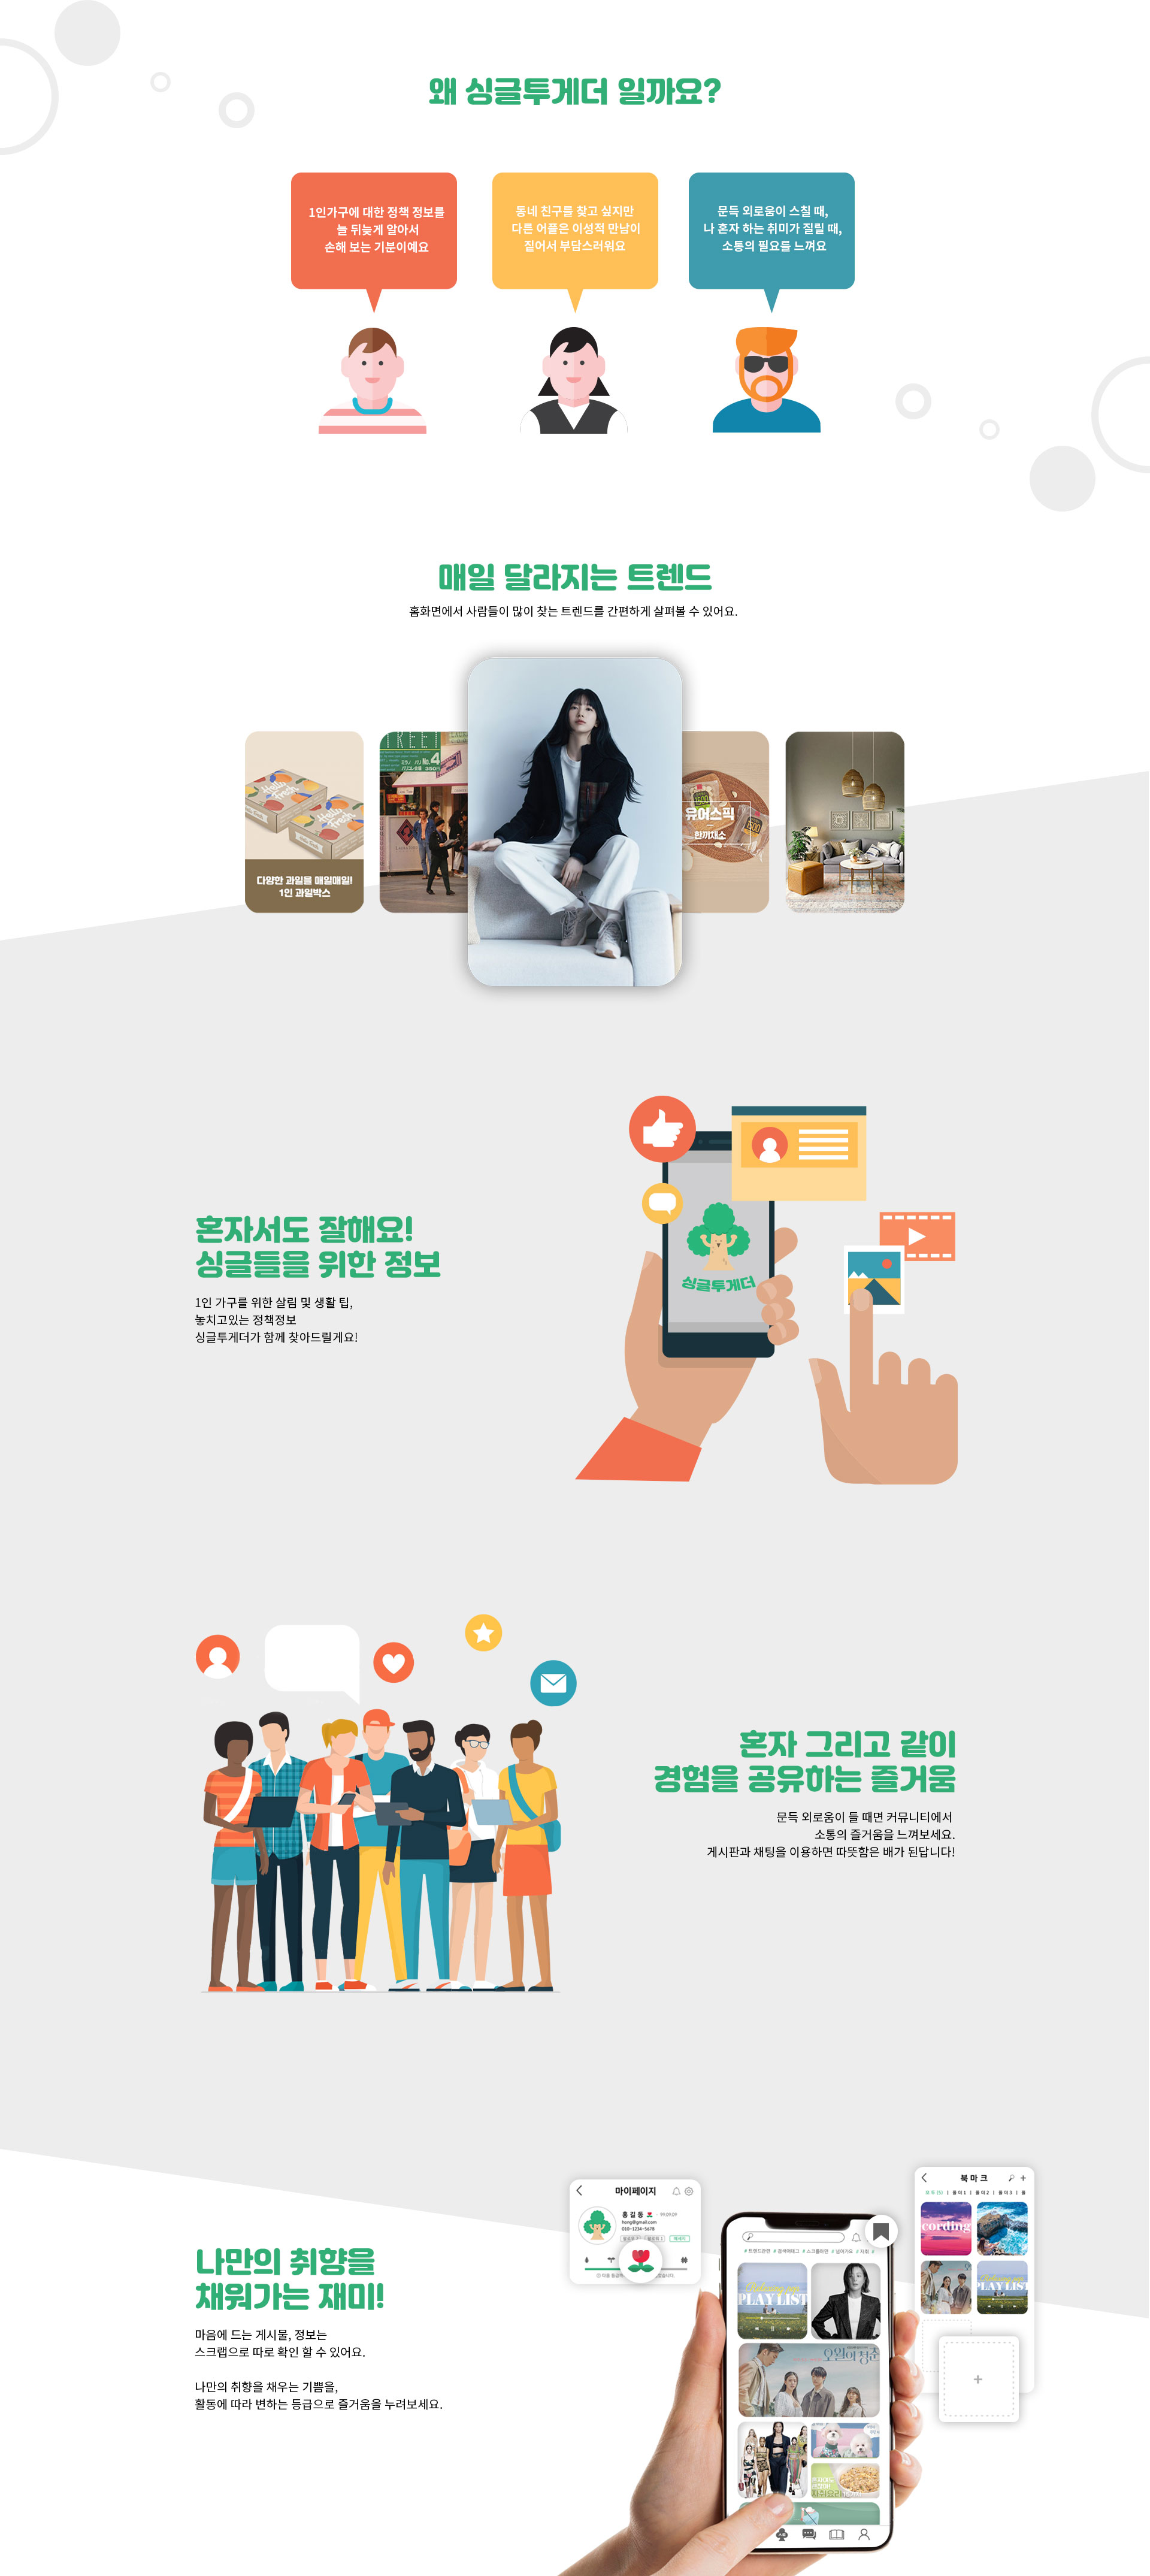 왜 싱글투게더 일까요?
1인가구에 대한 정책 정보를
늘 뒤늦게 알아서
손해 보는 기분이예요
동네 친구를 찾고 싶지만
다른 어플은 이성적 만남이
짙어서 부담스러워요
문득 외로움이 스칠 때,
나 혼자 하는 취미가 질릴 때,
소통의 필요를 느껴요
매일 달라지는 트렌드
홈화면에서 사람들이 많이 찾는 트렌드를 간편하게 살펴볼 수 있어요.
다양한 과일을 매일매일!
1인 과일박스
No.4
유어스픽
한끼채소
혼자서도 잘해요!
싱글들을 위한 정보
1인 가구를 위한 살림 및 생활 팁,
놓치고있는 정책정보
싱글투게더가 함께 찾아드릴게요!
싱글투게더
혼자 그리고 같이
경험을 공유하는 즐거움
문득 외로움이 들 때면 커뮤니티에서
소통의 즐거움을 느껴보세요.
게시판과 채팅을 이용하면 따뜻함은 배가 된답니다!
나만의 취향을
채워가는 재미!
마음에 드는 게시물, 정보는
스크랩으로 따로 확인 할 수 있어요.
나만의 취향을 채우는 기쁨을,
활동에 따라 변하는 등급으로 즐거움을 누려보세요.
마이페이지
홍길동
hong@gmail.com
010-1234-5678
북마크
cording
PLAYLIST
PLAYLIST
오월의청춘
+